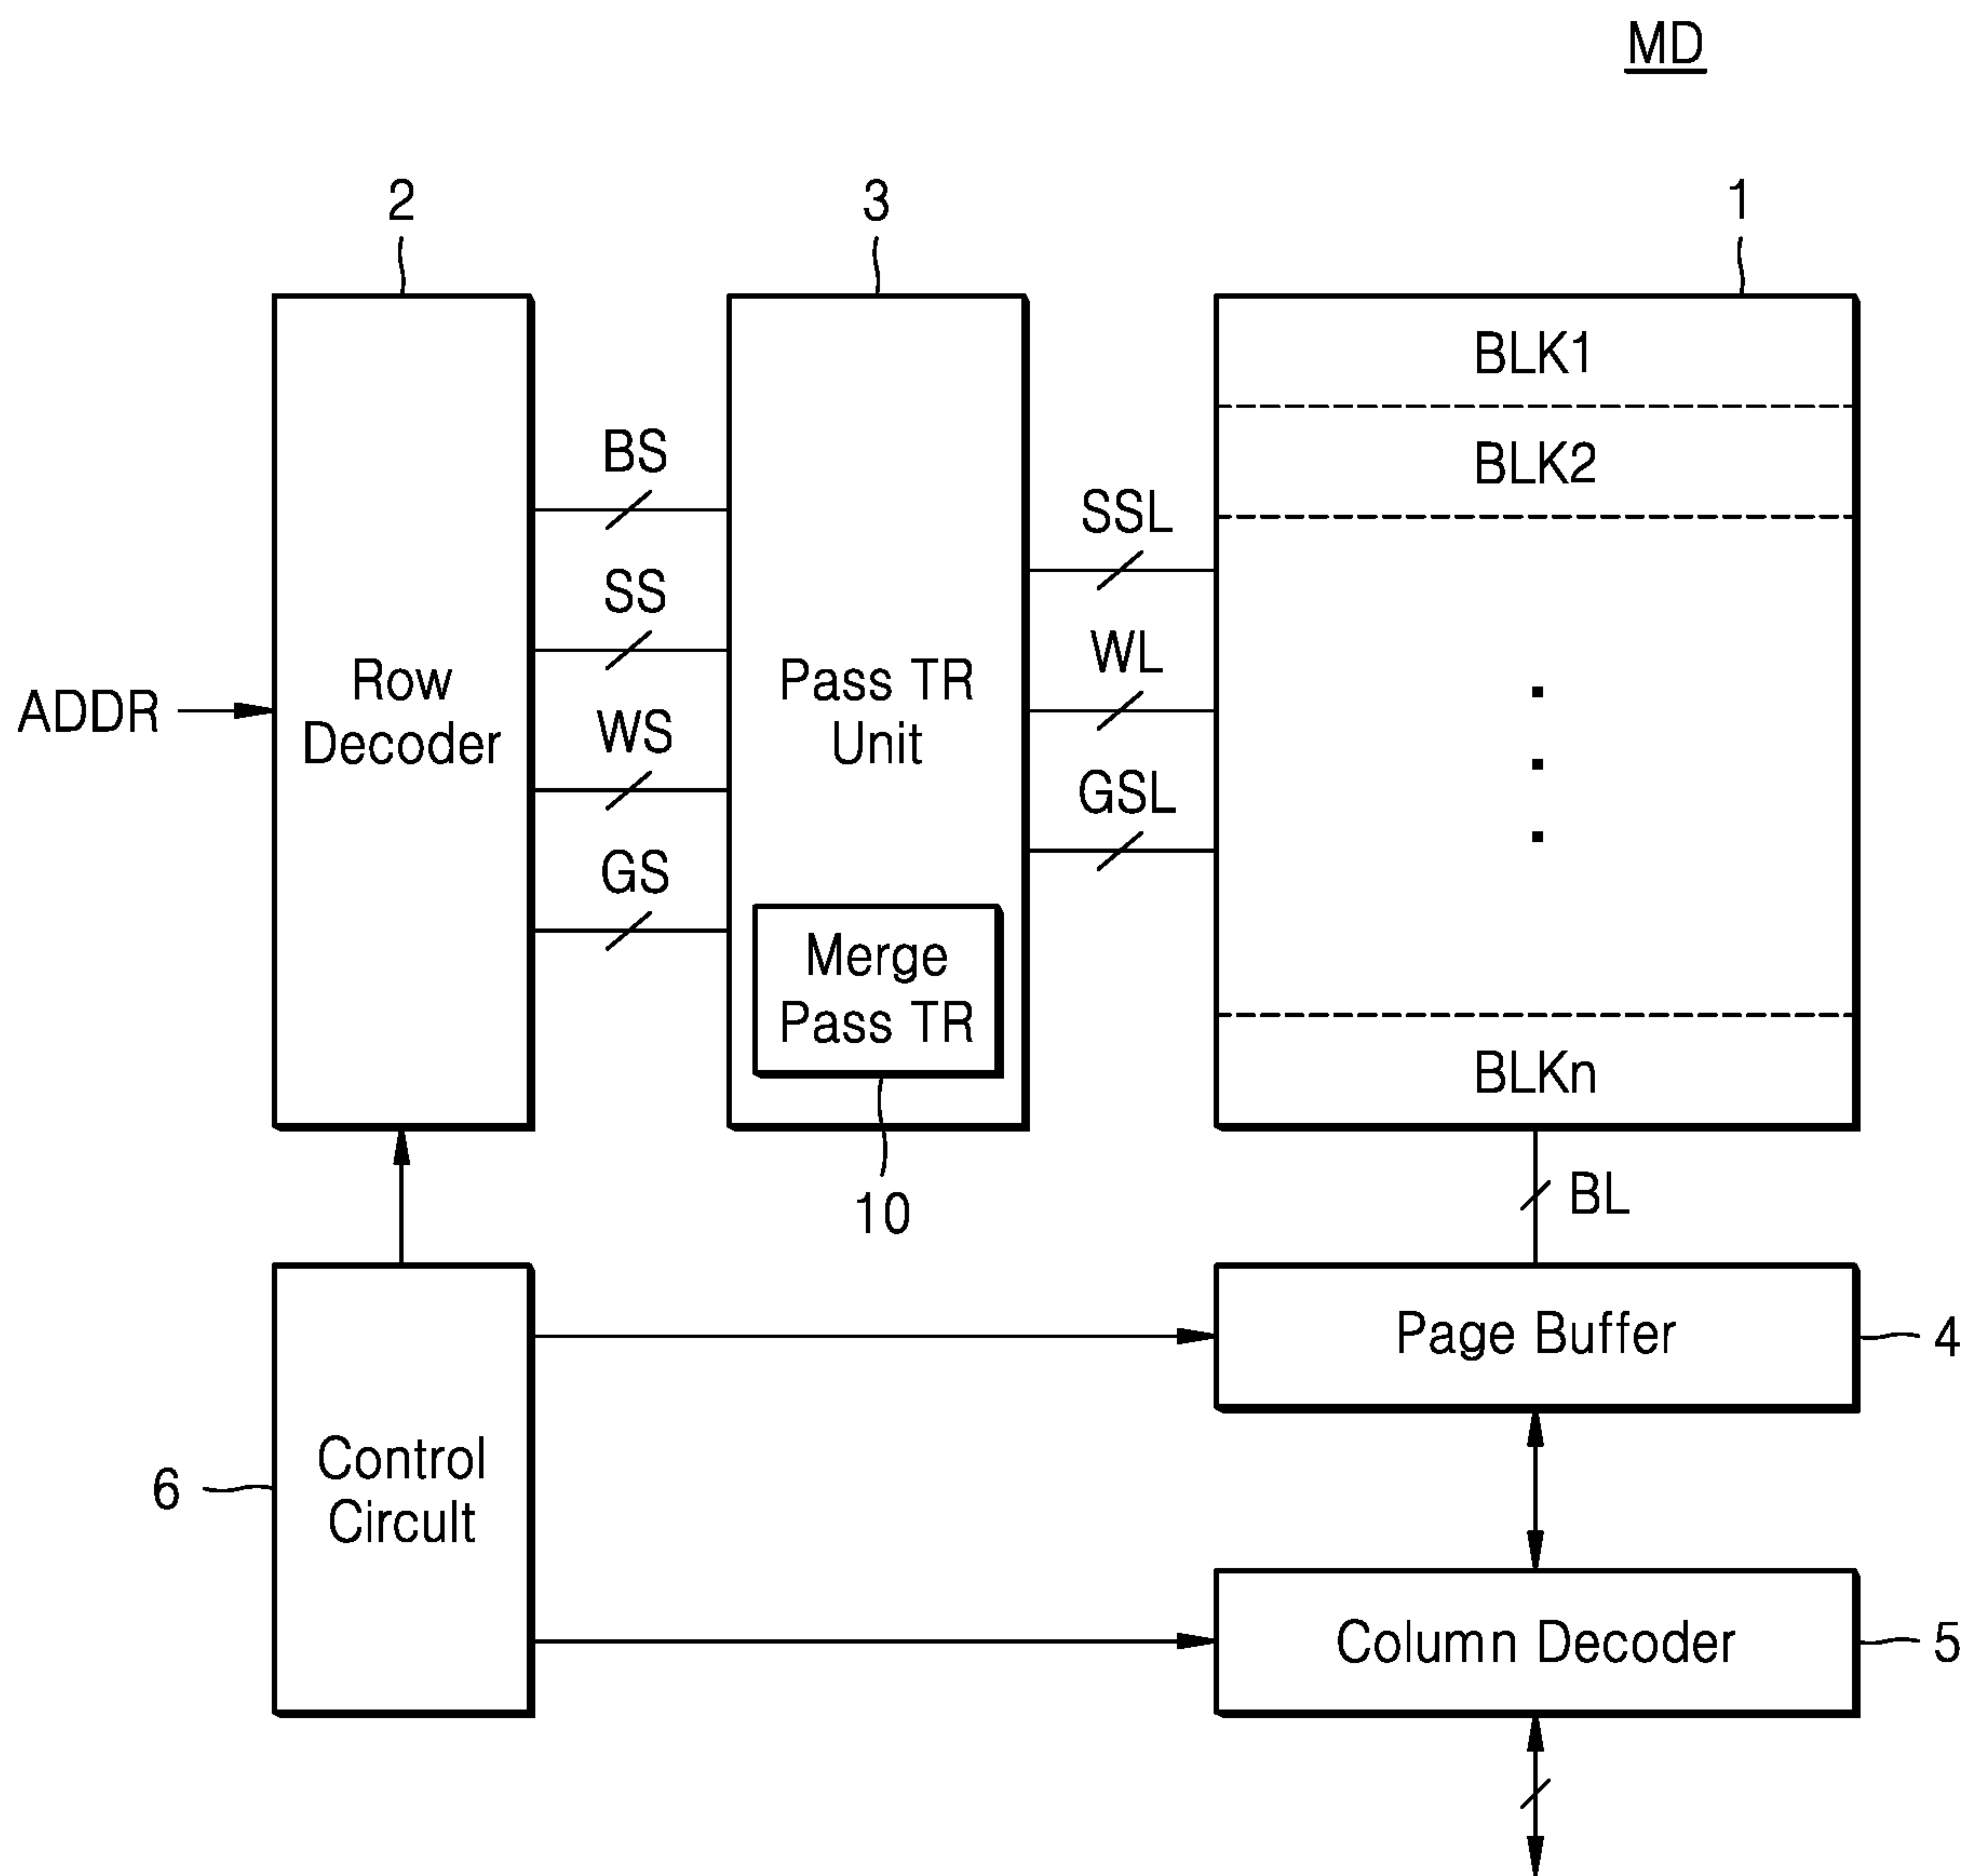 MD
2
3
1
BLK1
BLK2
BS
SSL
SS
WL
Row
Decoder
Pass TR
Unit
ADDR
WS
GSL
GS
Merge
Pass TR
BLKn
10
BL
Page Buffer
4
Control
Circult
6
Column Decoder
5